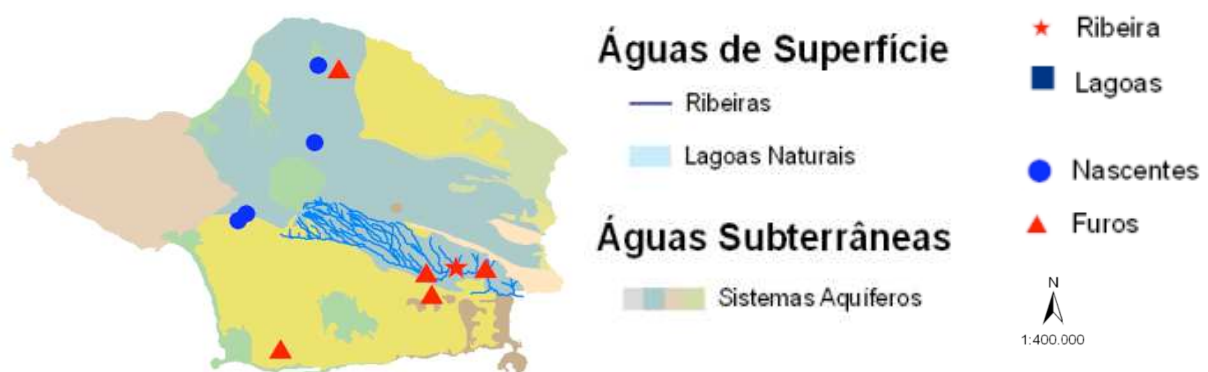 Águas de Superfície
Ribeiras
Lagoas Naturais
Águas Subterrâneas
Sistemas Aquíferos
Ribeira
Lagoas
Nascentes
Furos
N
1:400.000